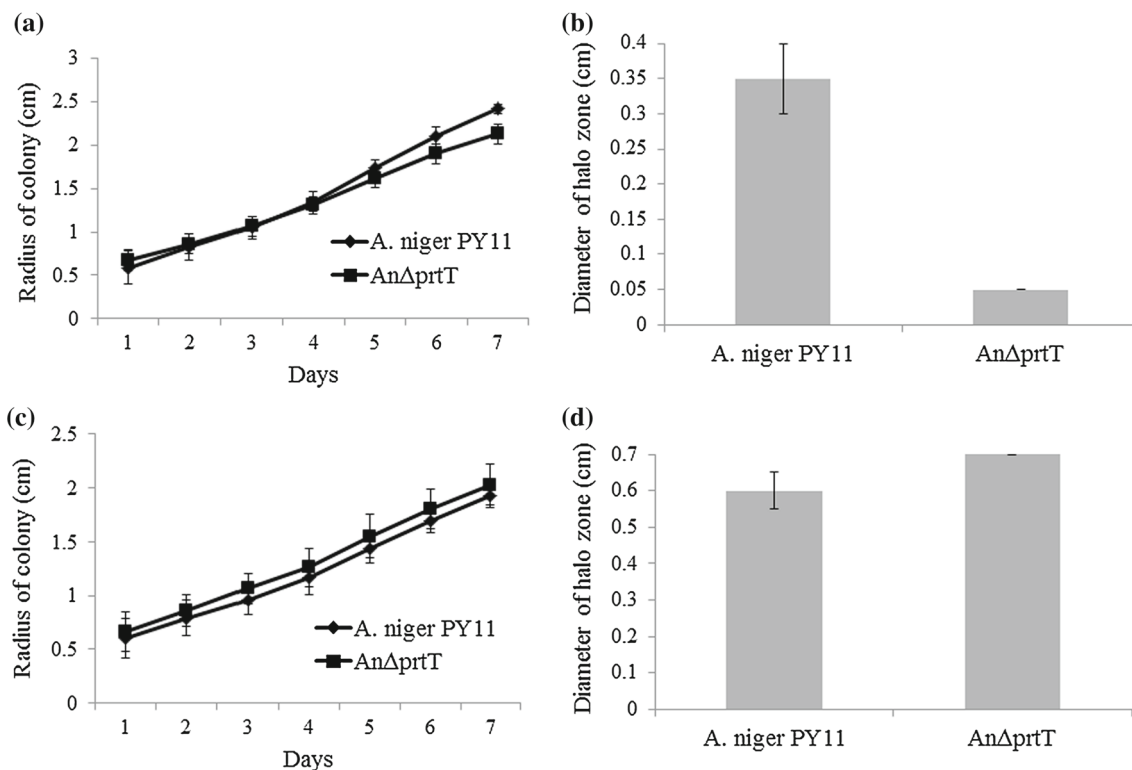 (a)
Radius of colony (cm)
3
2.5
2
1.5
1
0.5
0
1 2 3 4 5 6 7
Days
A. niger PY11
AnΔprtT
(b)
Diameter of halo zone (cm)
0.4
0.35
0.3
0.25
0.2
0.15
0.1
0.05
0
A. niger PY11 AnΔprtT
(c)
Radius of colony (cm)
2.5
2
1.5
1
0.5
0
1 2 3 4 5 6 7
Days
A. niger PY11
AnΔprtT
(d)
Diameter of halo zone (cm)
0.7
0.6
0.5
0.4
0.3
0.2
0.1
0
A. niger PY11 AnΔprtT